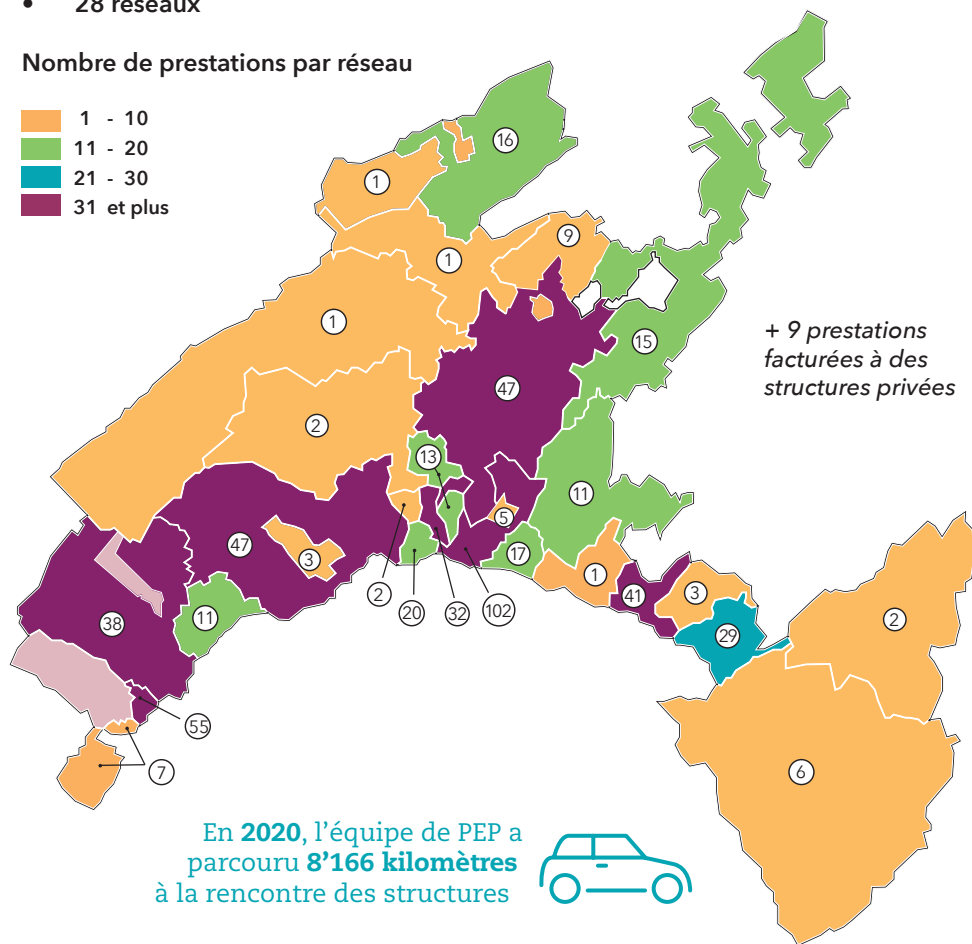 • 28 réseaux
Nombre de prestations par réseau
1 - 10
11 - 20
21 - 30
31 et plus
16
1
9
1
1
15
+ 9 prestations
facturées à des
structures privées
47
2
13
11
5
47
17
3
1
41
3
2
20
32
102
2
38
11
29
55
7
6
En 2020, l'équipe de PEP a
parcouru 8'166 kilomètres
à la rencontre des structures